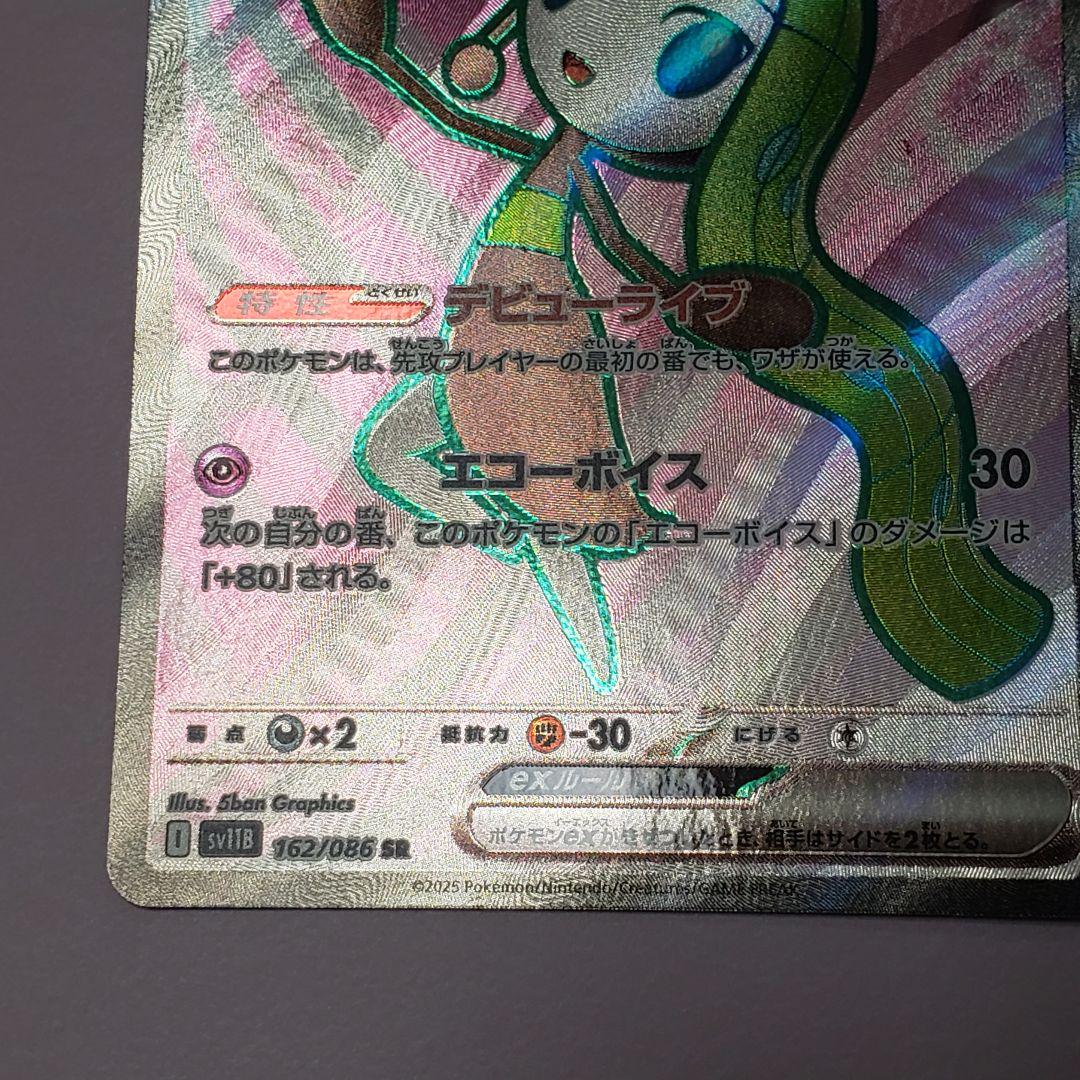 特性 とくせい デビューライブ
このポケモンは、先攻プレイヤーの最初の番でも、ワザが使える。
エコーボイス 30
次の自分の番、このポケモンの「エコーボイス」のダメージは
「+80」される。
弱点 ×2 抵抗力 -30 にげる
exルール
ポケモンexがきぜつしたとき、相手はサイドを2枚とる。
Illus. 5ban Graphics
I sv11B 162/086 SR
©2025 Pokémon/Nintendo/Creatures/GAME FREAK